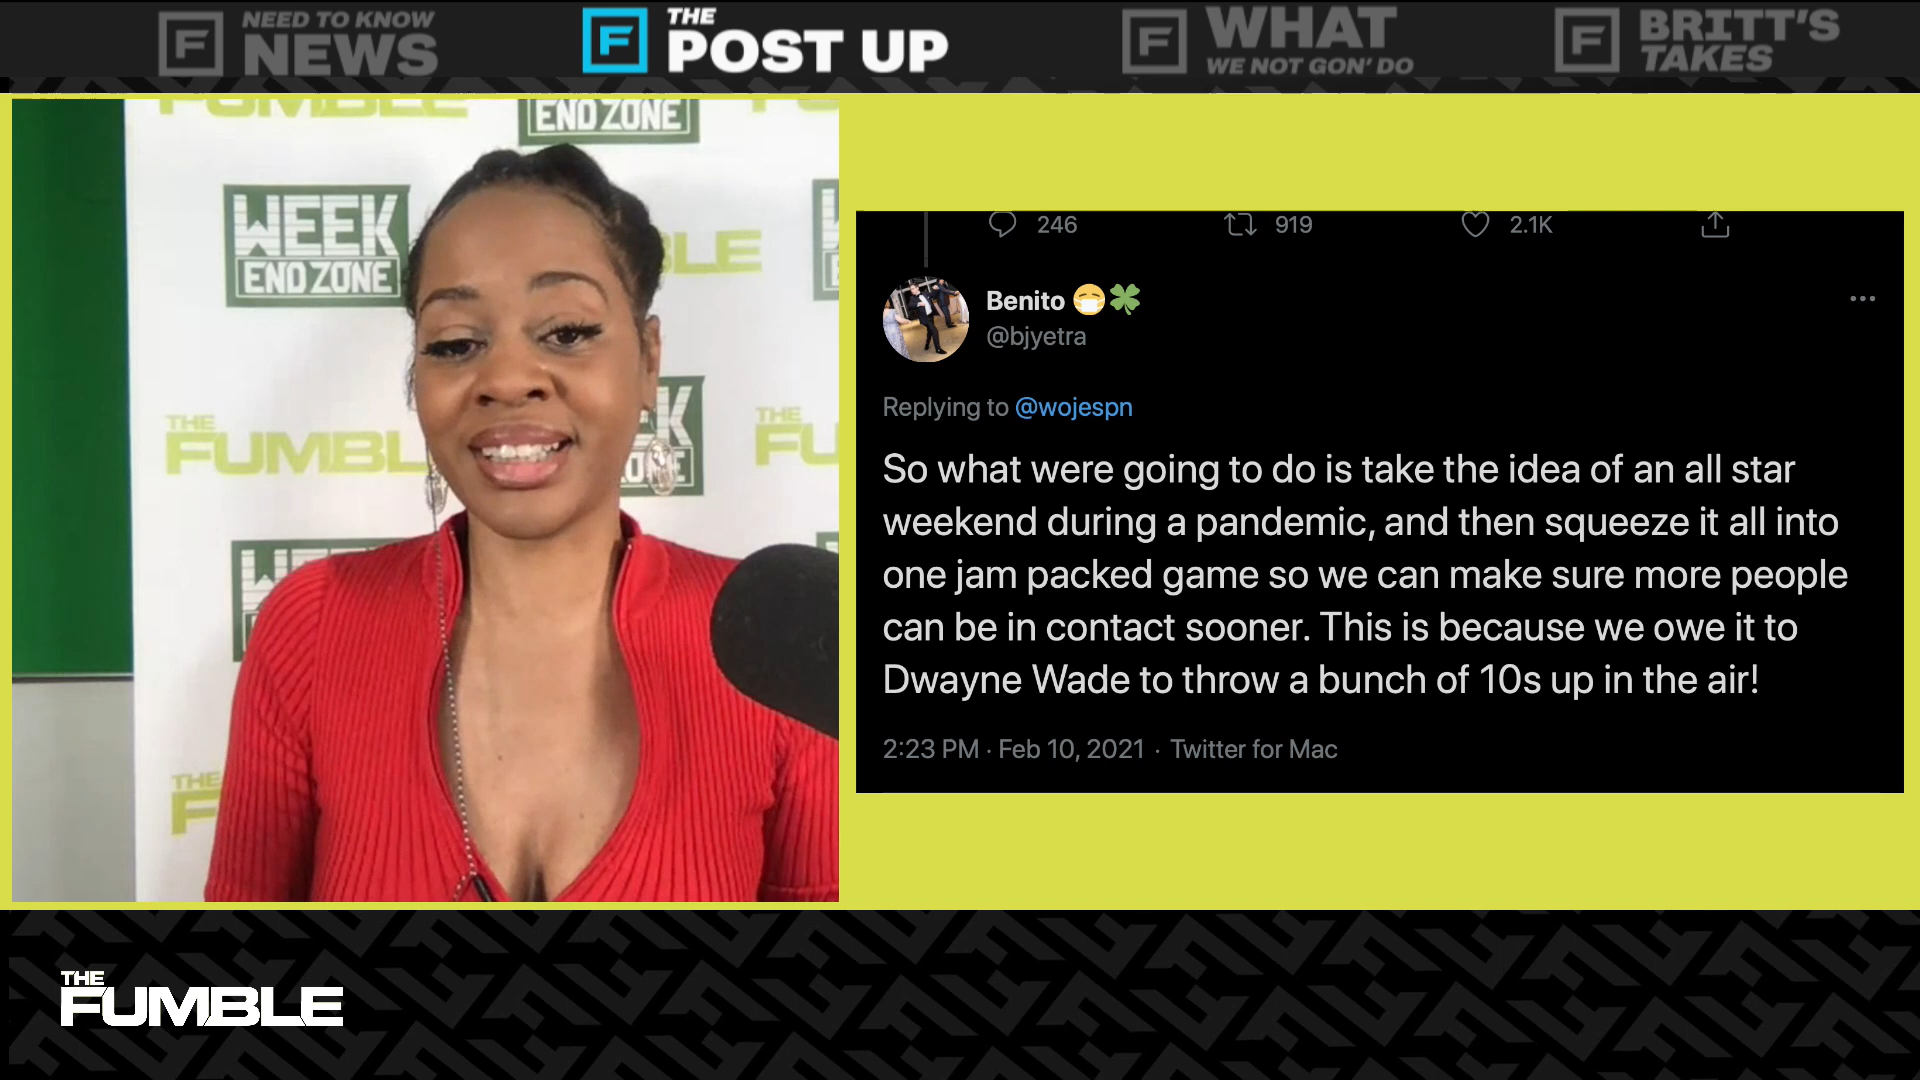 NEED TO KNOW
NEWS
THE
POST UP
WHAT
WE NOT GON' DO
BRITT'S
TAKES
FUMBLE
END ZONE
WEEK
END ZONE
THE
FUMBL
THE
FU
THE
F
246 919 2.1K
Benito 😷🍀
@bjyetra
Replying to @wojespn
So what were going to do is take the idea of an all star
weekend during a pandemic, and then squeeze it all into
one jam packed game so we can make sure more people
can be in contact sooner. This is because we owe it to
Dwayne Wade to throw a bunch of 10s up in the air!
2:23 PM · Feb 10, 2021 · Twitter for Mac
THE
FUMBLE